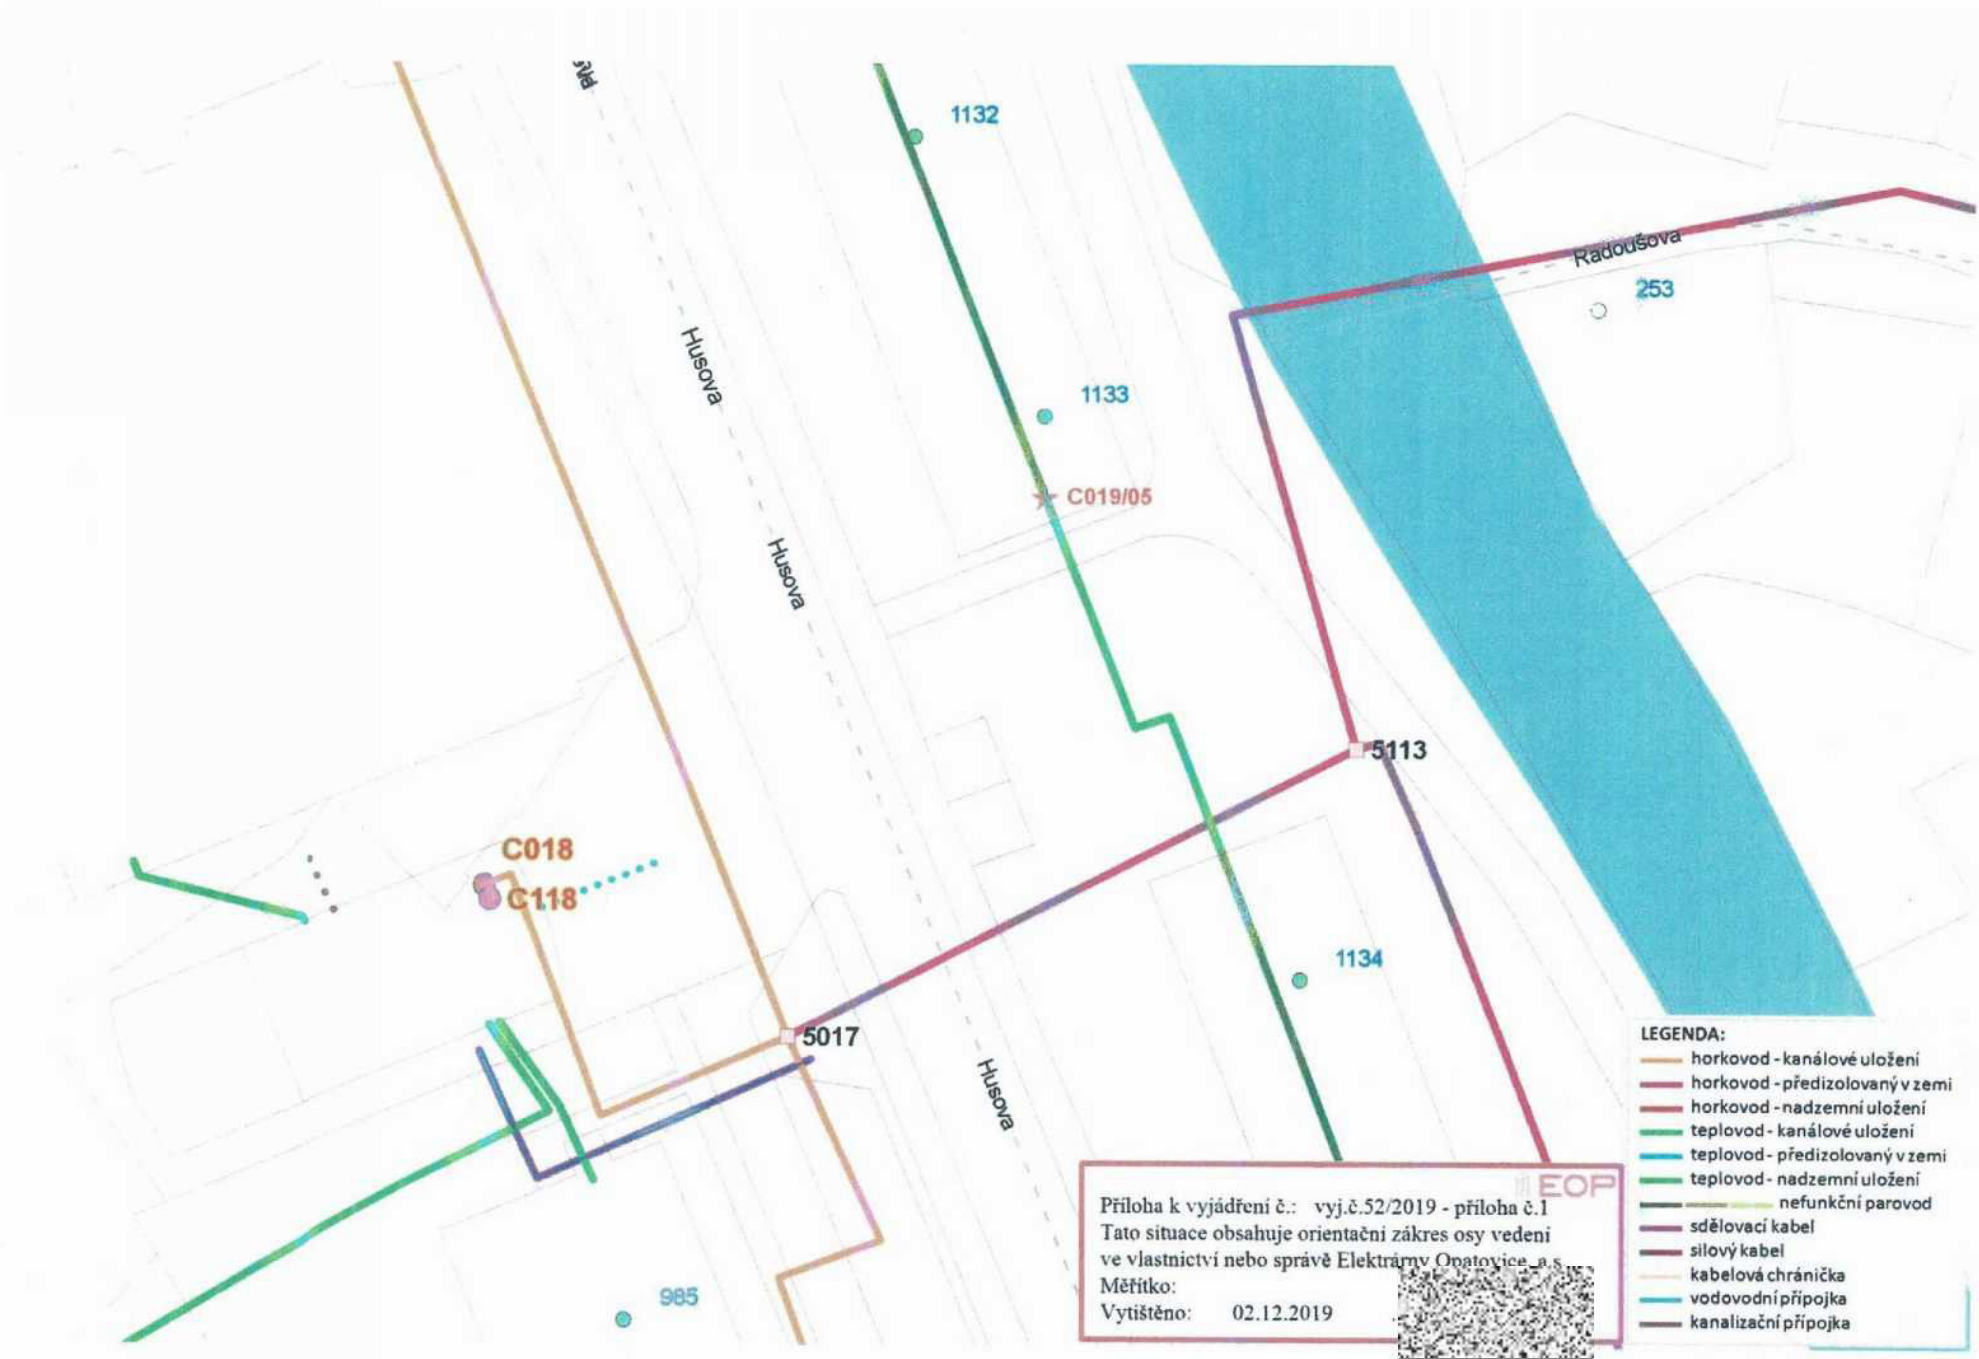 1132
Radoušova
253
Husova
1133
C019/05
Husova
5113
C018
C118
1134
5017
Husova
985
LEGENDA:
horkovod - kanálové uložení
horkovod - předizolovaný v zemi
horkovod - nadzemní uložení
teplovod - kanálové uložení
teplovod - předizolovaný v zemi
teplovod - nadzemní uložení
nefunkční parovod
sdělovací kabel
silový kabel
kabelová chránička
vodovodní přípojka
kanalizační přípojka
EOP
Příloha k vyjádření č.: vyj.č.52/2019 - příloha č.1
Tato situace obsahuje orientační zákres osy vedení
ve vlastnictví nebo správě Elektrárny Opatovice, a.s.
Měřítko:
Vytištěno: 02.12.2019